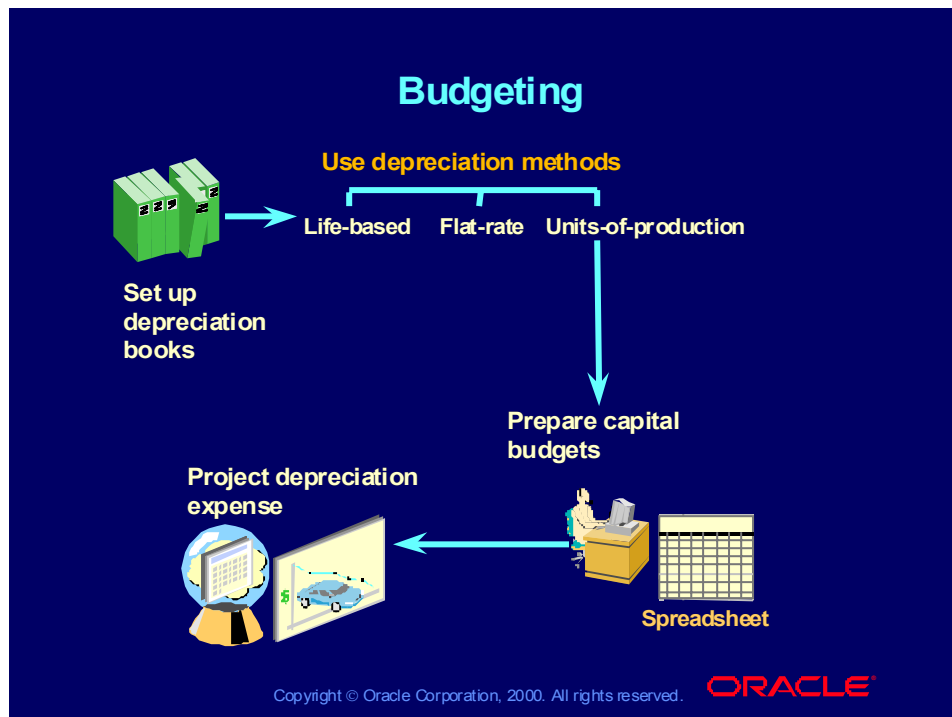 Budgeting
Use depreciation methods
Life-based Flat-rate Units-of-production
Set up
depreciation
books
Prepare capital
budgets
Project depreciation
expense
$
Spreadsheet
Copyright © Oracle Corporation, 2000. All rights reserved.
ORACLE®